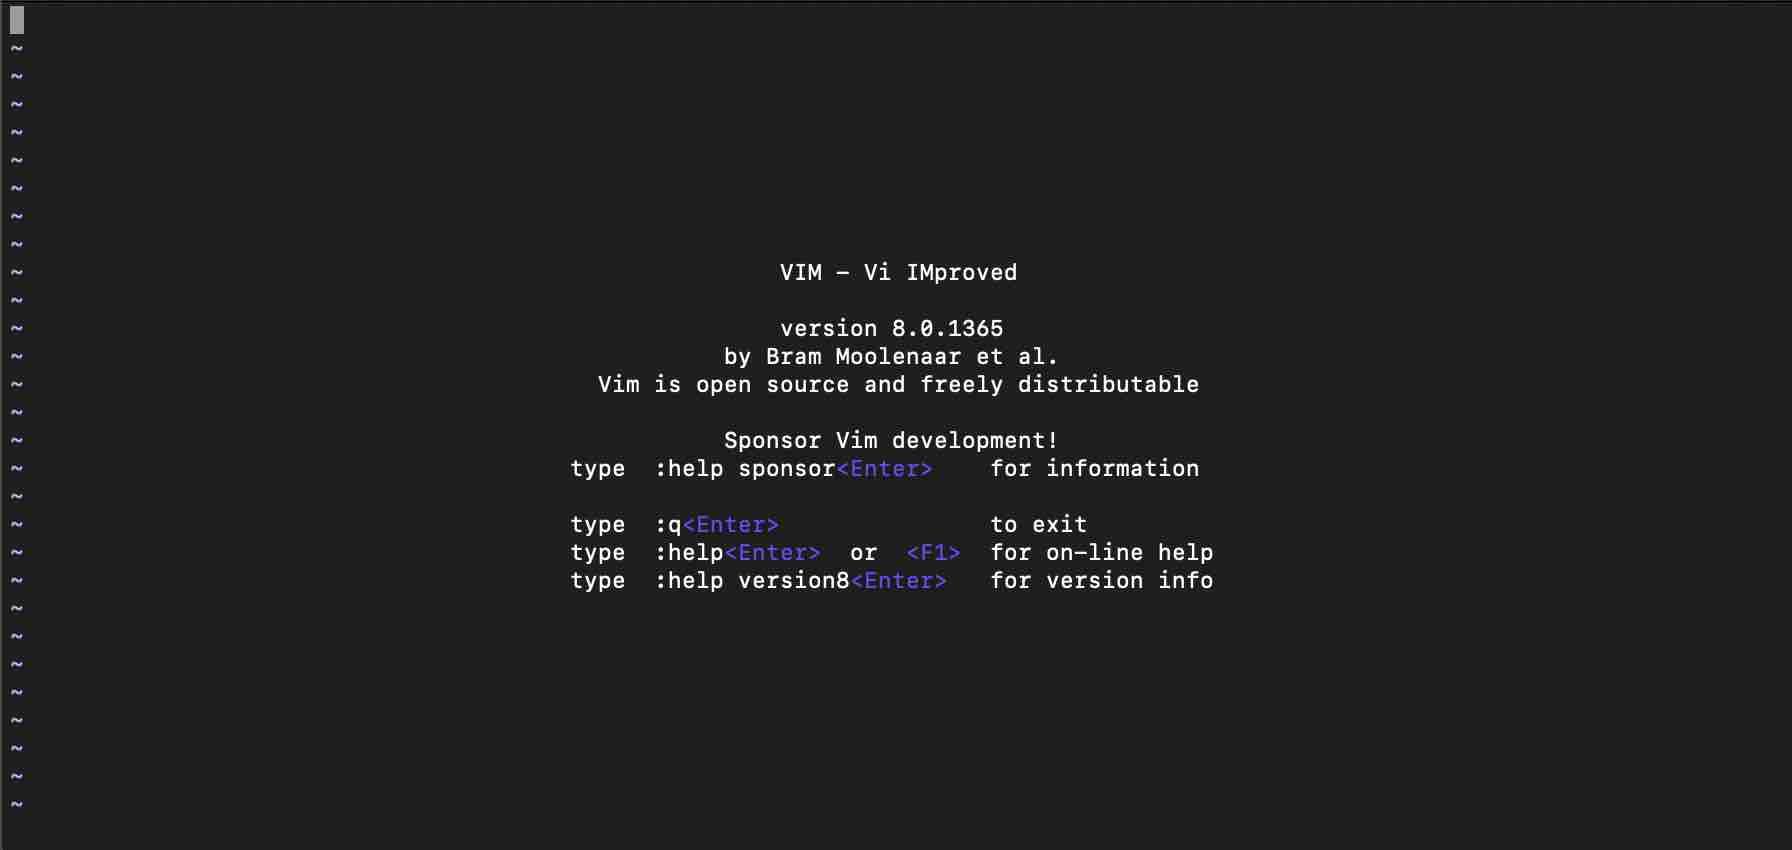 ~
~
~
~
~
~
~
~
~                    VIM - Vi IMproved
~
~                    version 8.0.1365
~                    by Bram Moolenaar et al.
~                    Vim is open source and freely distributable
~
~                    Sponsor Vim development!
~                    type  :help sponsor<Enter>    for information
~
~                    type  :q<Enter>               to exit
~                    type  :help<Enter>  or  <F1>  for on-line help
~                    type  :help version8<Enter>   for version info
~
~
~
~
~
~
~
~